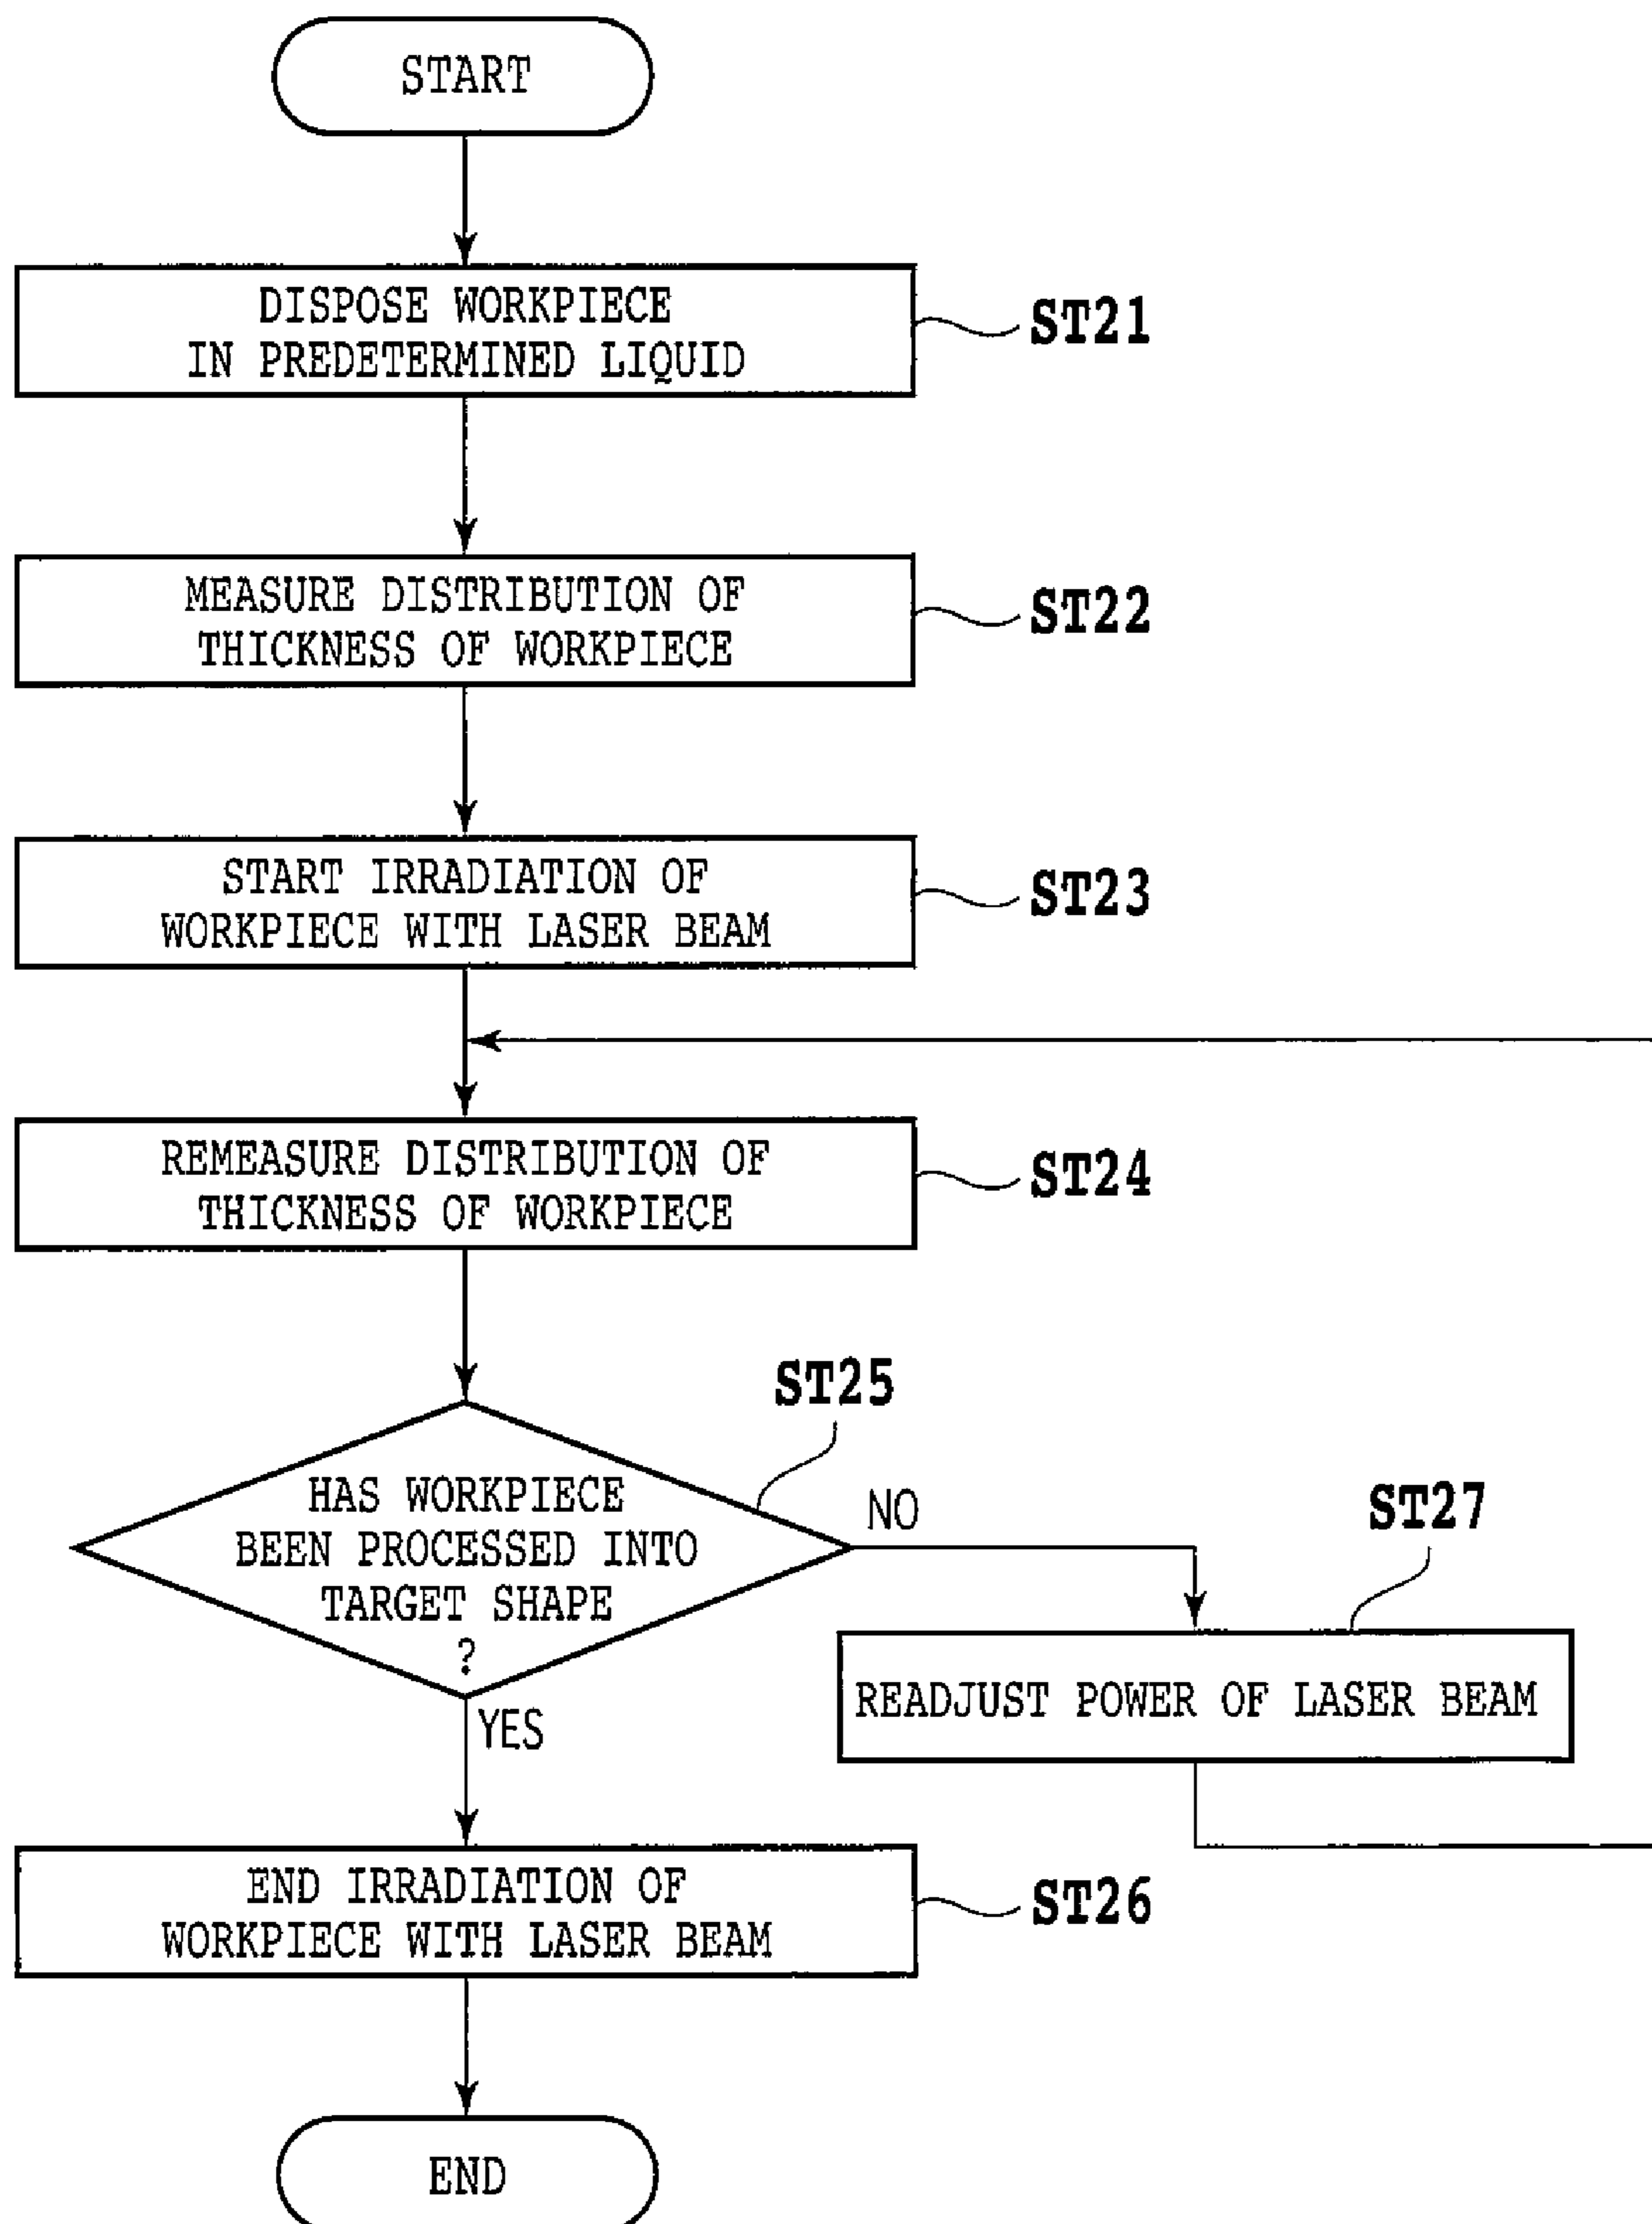 START
DISPOSE WORKPIECE
IN PREDETERMINED LIQUID
ST21
MEASURE DISTRIBUTION OF
THICKNESS OF WORKPIECE
ST22
START IRRADIATION OF
WORKPIECE WITH LASER BEAM
ST23
REMEASURE DISTRIBUTION OF
THICKNESS OF WORKPIECE
ST24
ST25
HAS WORKPIECE
BEEN PROCESSED INTO
TARGET SHAPE
?
NO
ST27
READJUST POWER OF LASER BEAM
YES
END IRRADIATION OF
WORKPIECE WITH LASER BEAM
ST26
END